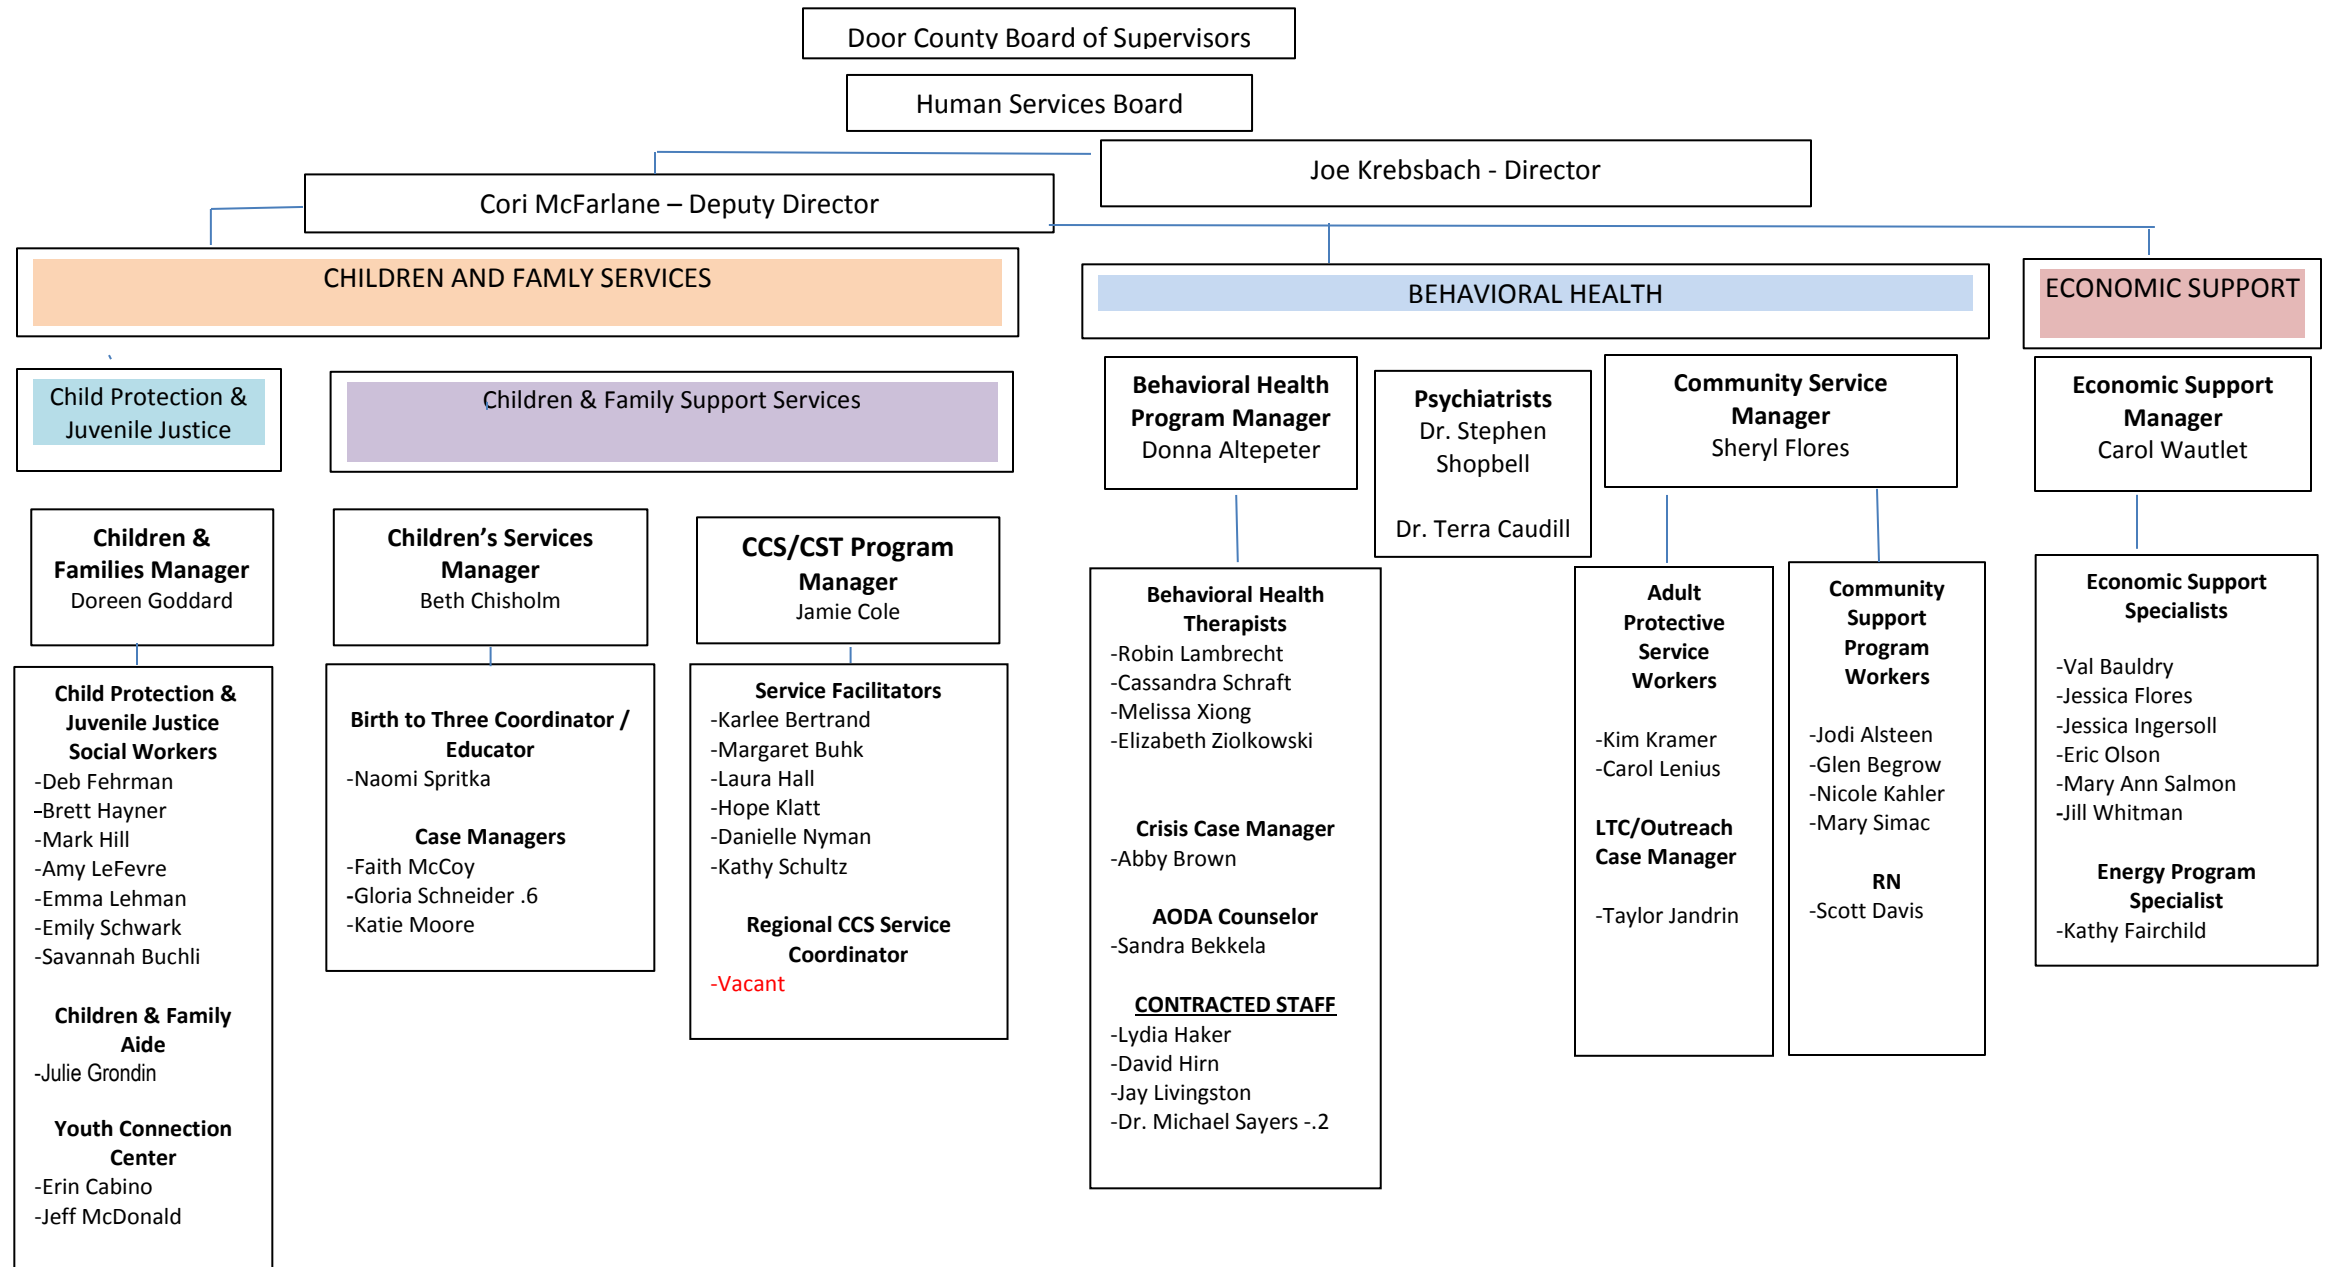 Door County Board of Supervisors
Human Services Board
Joe Krebsbach - Director
Cori McFarlane – Deputy Director
CHILDREN AND FAMLY SERVICES
BEHAVIORAL HEALTH
ECONOMIC SUPPORT
Child Protection &
Juvenile Justice
Children & Family Support Services
Children &
Families Manager
Doreen Goddard
Child Protection &
Juvenile Justice
Social Workers
-Deb Fehrman
-Brett Hayner
-Mark Hill
-Amy LeFevre
-Emma Lehman
-Emily Schwark
-Savannah Buchli
Children & Family
Aide
-Julie Grondin
Youth Connection
Center
-Erin Cabino
-Jeff McDonald
Children’s Services
Manager
Beth Chisholm
Birth to Three Coordinator /
Educator
-Naomi Spritka
Case Managers
-Faith McCoy
-Gloria Schneider .6
-Katie Moore
CCS/CST Program
Manager
Jamie Cole
Service Facilitators
-Karlee Bertrand
-Margaret Buhk
-Laura Hall
-Hope Klatt
-Danielle Nyman
-Kathy Schultz
Regional CCS Service
Coordinator
-Vacant
Behavioral Health
Program Manager
Donna Altepeter
Behavioral Health
Therapists
-Robin Lambrecht
-Cassandra Schraft
-Melissa Xiong
-Elizabeth Ziolkowski
Crisis Case Manager
-Abby Brown
AODA Counselor
-Sandra Bekkela
CONTRACTED STAFF
-Lydia Haker
-David Hirn
-Jay Livingston
-Dr. Michael Sayers -.2
Psychiatrists
Dr. Stephen
Shopbell
Dr. Terra Caudill
Community Service
Manager
Sheryl Flores
Adult
Protective
Service
Workers
-Kim Kramer
-Carol Lenius
LTC/Outreach
Case Manager
-Taylor Jandrin
Community
Support
Program
Workers
-Jodi Alsteen
-Glen Begrow
-Nicole Kahler
-Mary Simac
RN
-Scott Davis
Economic Support
Manager
Carol Wautlet
Economic Support
Specialists
-Val Bauldry
-Jessica Flores
-Jessica Ingersoll
-Eric Olson
-Mary Ann Salmon
-Jill Whitman
Energy Program
Specialist
-Kathy Fairchild